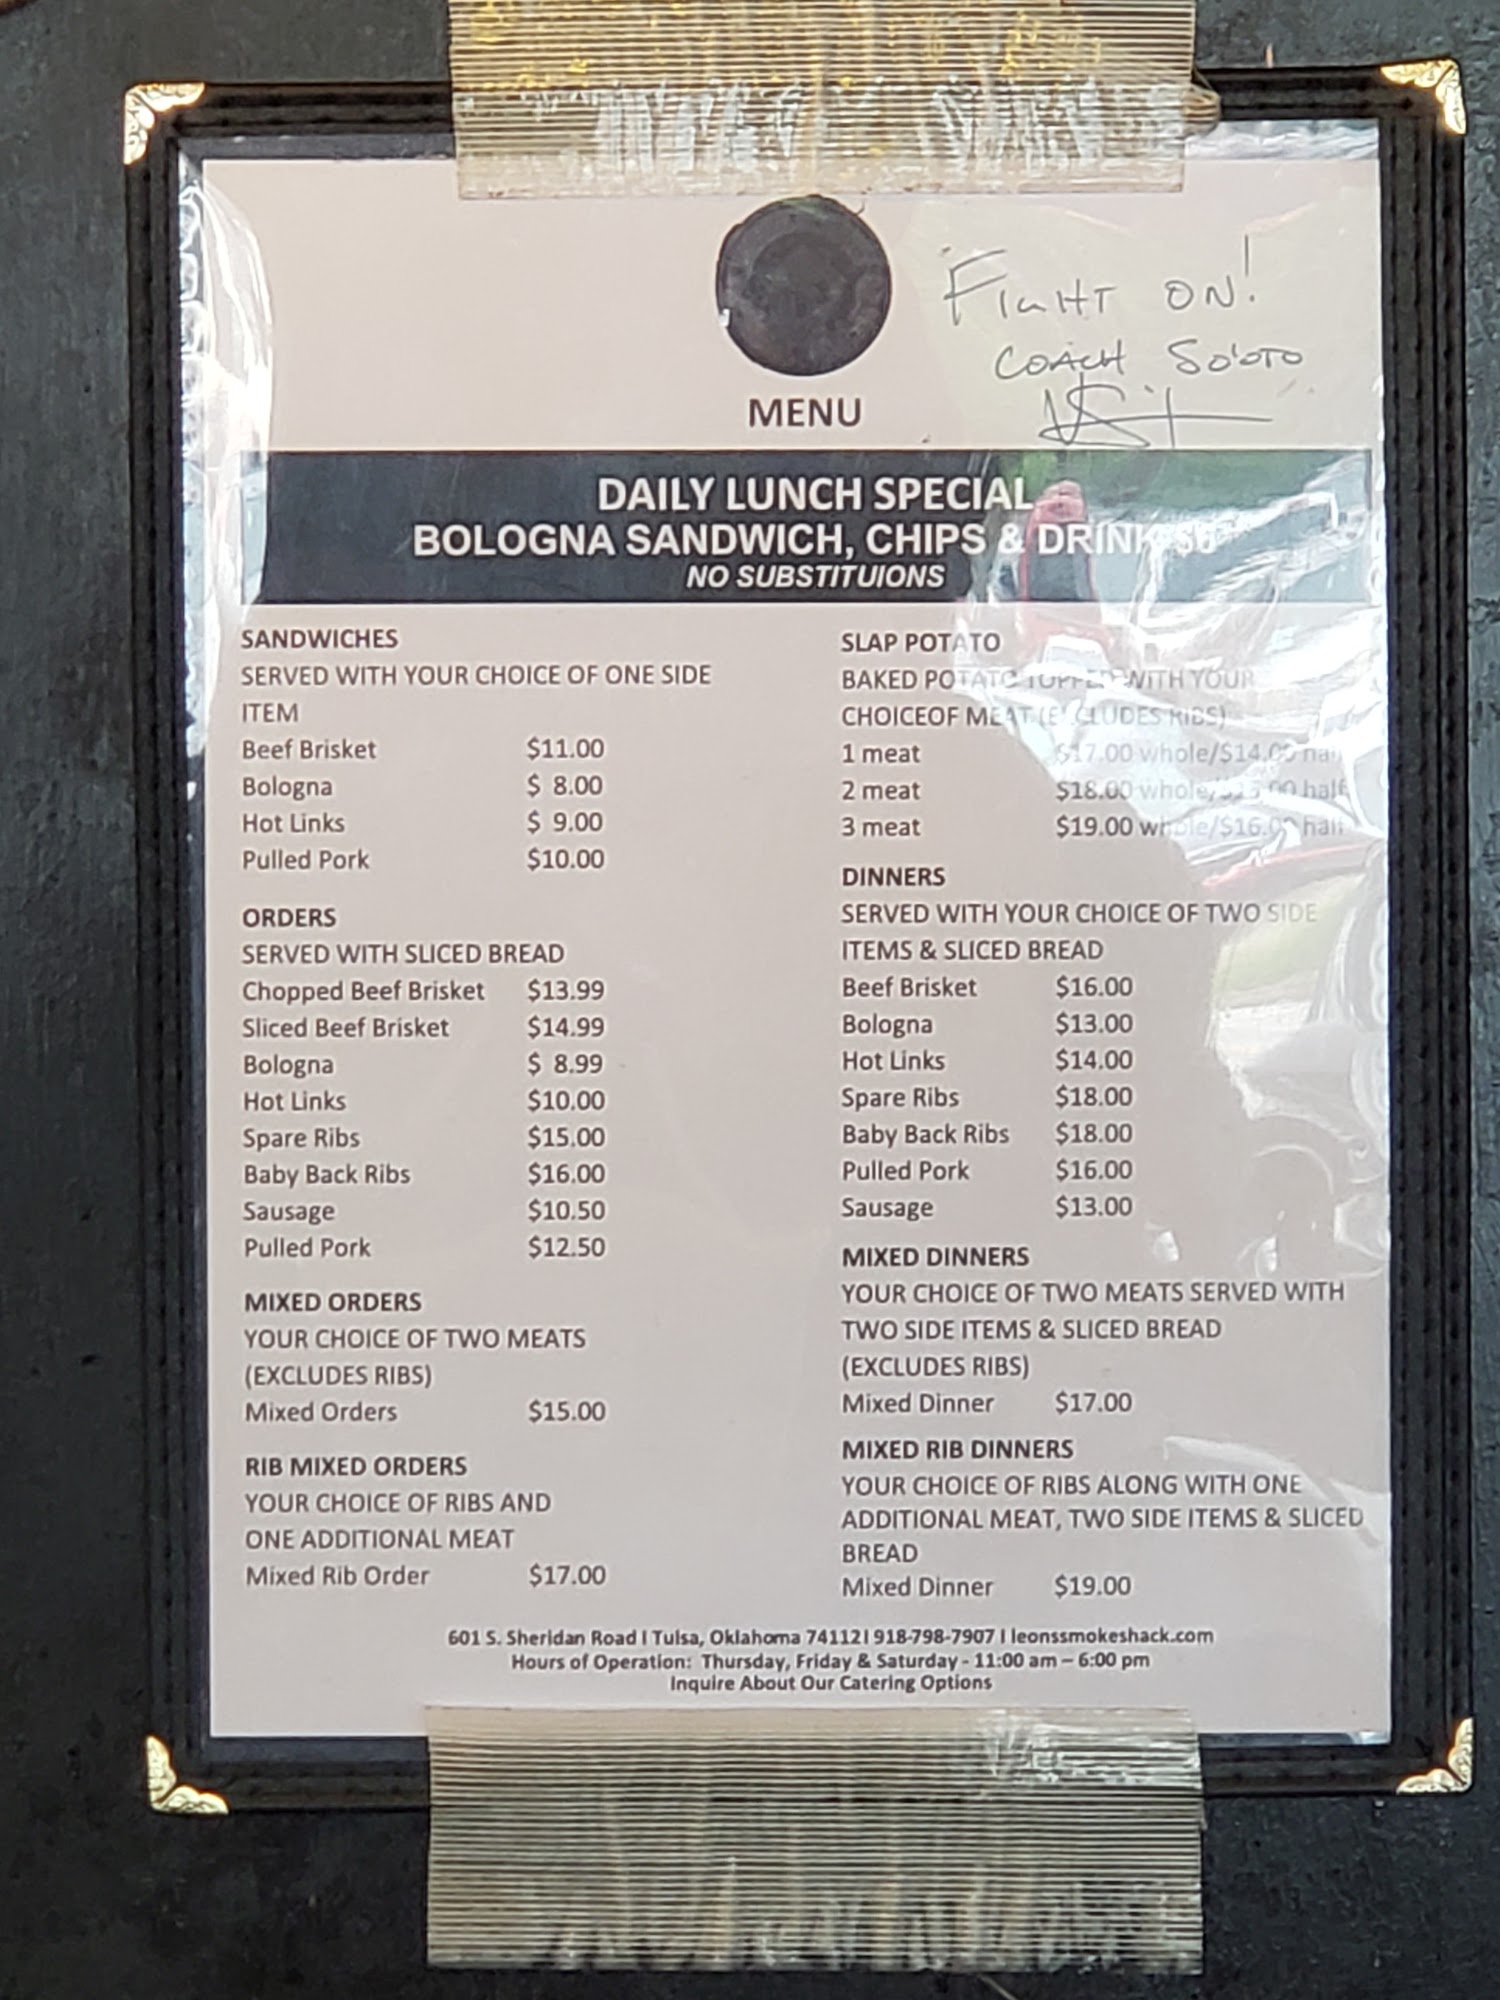 FIGHT ON!
COACH SO'OTO
MENU
DAILY LUNCH SPECIAL
BOLOGNA SANDWICH, CHIPS & DRINK
NO SUBSTITUIONS
SANDWICHES
SERVED WITH YOUR CHOICE OF ONE SIDE
ITEM
Beef Brisket $11.00
Bologna $ 8.00
Hot Links $ 9.00
Pulled Pork $10.00
ORDERS
SERVED WITH SLICED BREAD
Chopped Beef Brisket $13.99
Sliced Beef Brisket $14.99
Bologna $ 8.99
Hot Links $10.00
Spare Ribs $15.00
Baby Back Ribs $16.00
Sausage $10.50
Pulled Pork $12.50
MIXED ORDERS
YOUR CHOICE OF TWO MEATS
(EXCLUDES RIBS)
Mixed Orders $15.00
RIB MIXED ORDERS
YOUR CHOICE OF RIBS AND
ONE ADDITIONAL MEAT
Mixed Rib Order $17.00
SLAP POTATO
BAKED POTATO TOPPED WITH YOUR
CHOICEOF MEAT (EXCLUDES RIBS)
1 meat $17.00 whole/$14.00 half
2 meat $18.00 whole/$15.00 half
3 meat $19.00 whole/$16.00 half
DINNERS
SERVED WITH YOUR CHOICE OF TWO SIDE
ITEMS & SLICED BREAD
Beef Brisket $16.00
Bologna $13.00
Hot Links $14.00
Spare Ribs $18.00
Baby Back Ribs $18.00
Pulled Pork $16.00
Sausage $13.00
MIXED DINNERS
YOUR CHOICE OF TWO MEATS SERVED WITH
TWO SIDE ITEMS & SLICED BREAD
(EXCLUDES RIBS)
Mixed Dinner $17.00
MIXED RIB DINNERS
YOUR CHOICE OF RIBS ALONG WITH ONE
ADDITIONAL MEAT, TWO SIDE ITEMS & SLICED
BREAD
Mixed Dinner $19.00
601 S. Sheridan Road I Tulsa, Oklahoma 74112I 918-798-7907 I leonssmokeshack.com
Hours of Operation: Thursday, Friday & Saturday - 11:00 am – 6:00 pm
Inquire About Our Catering Options